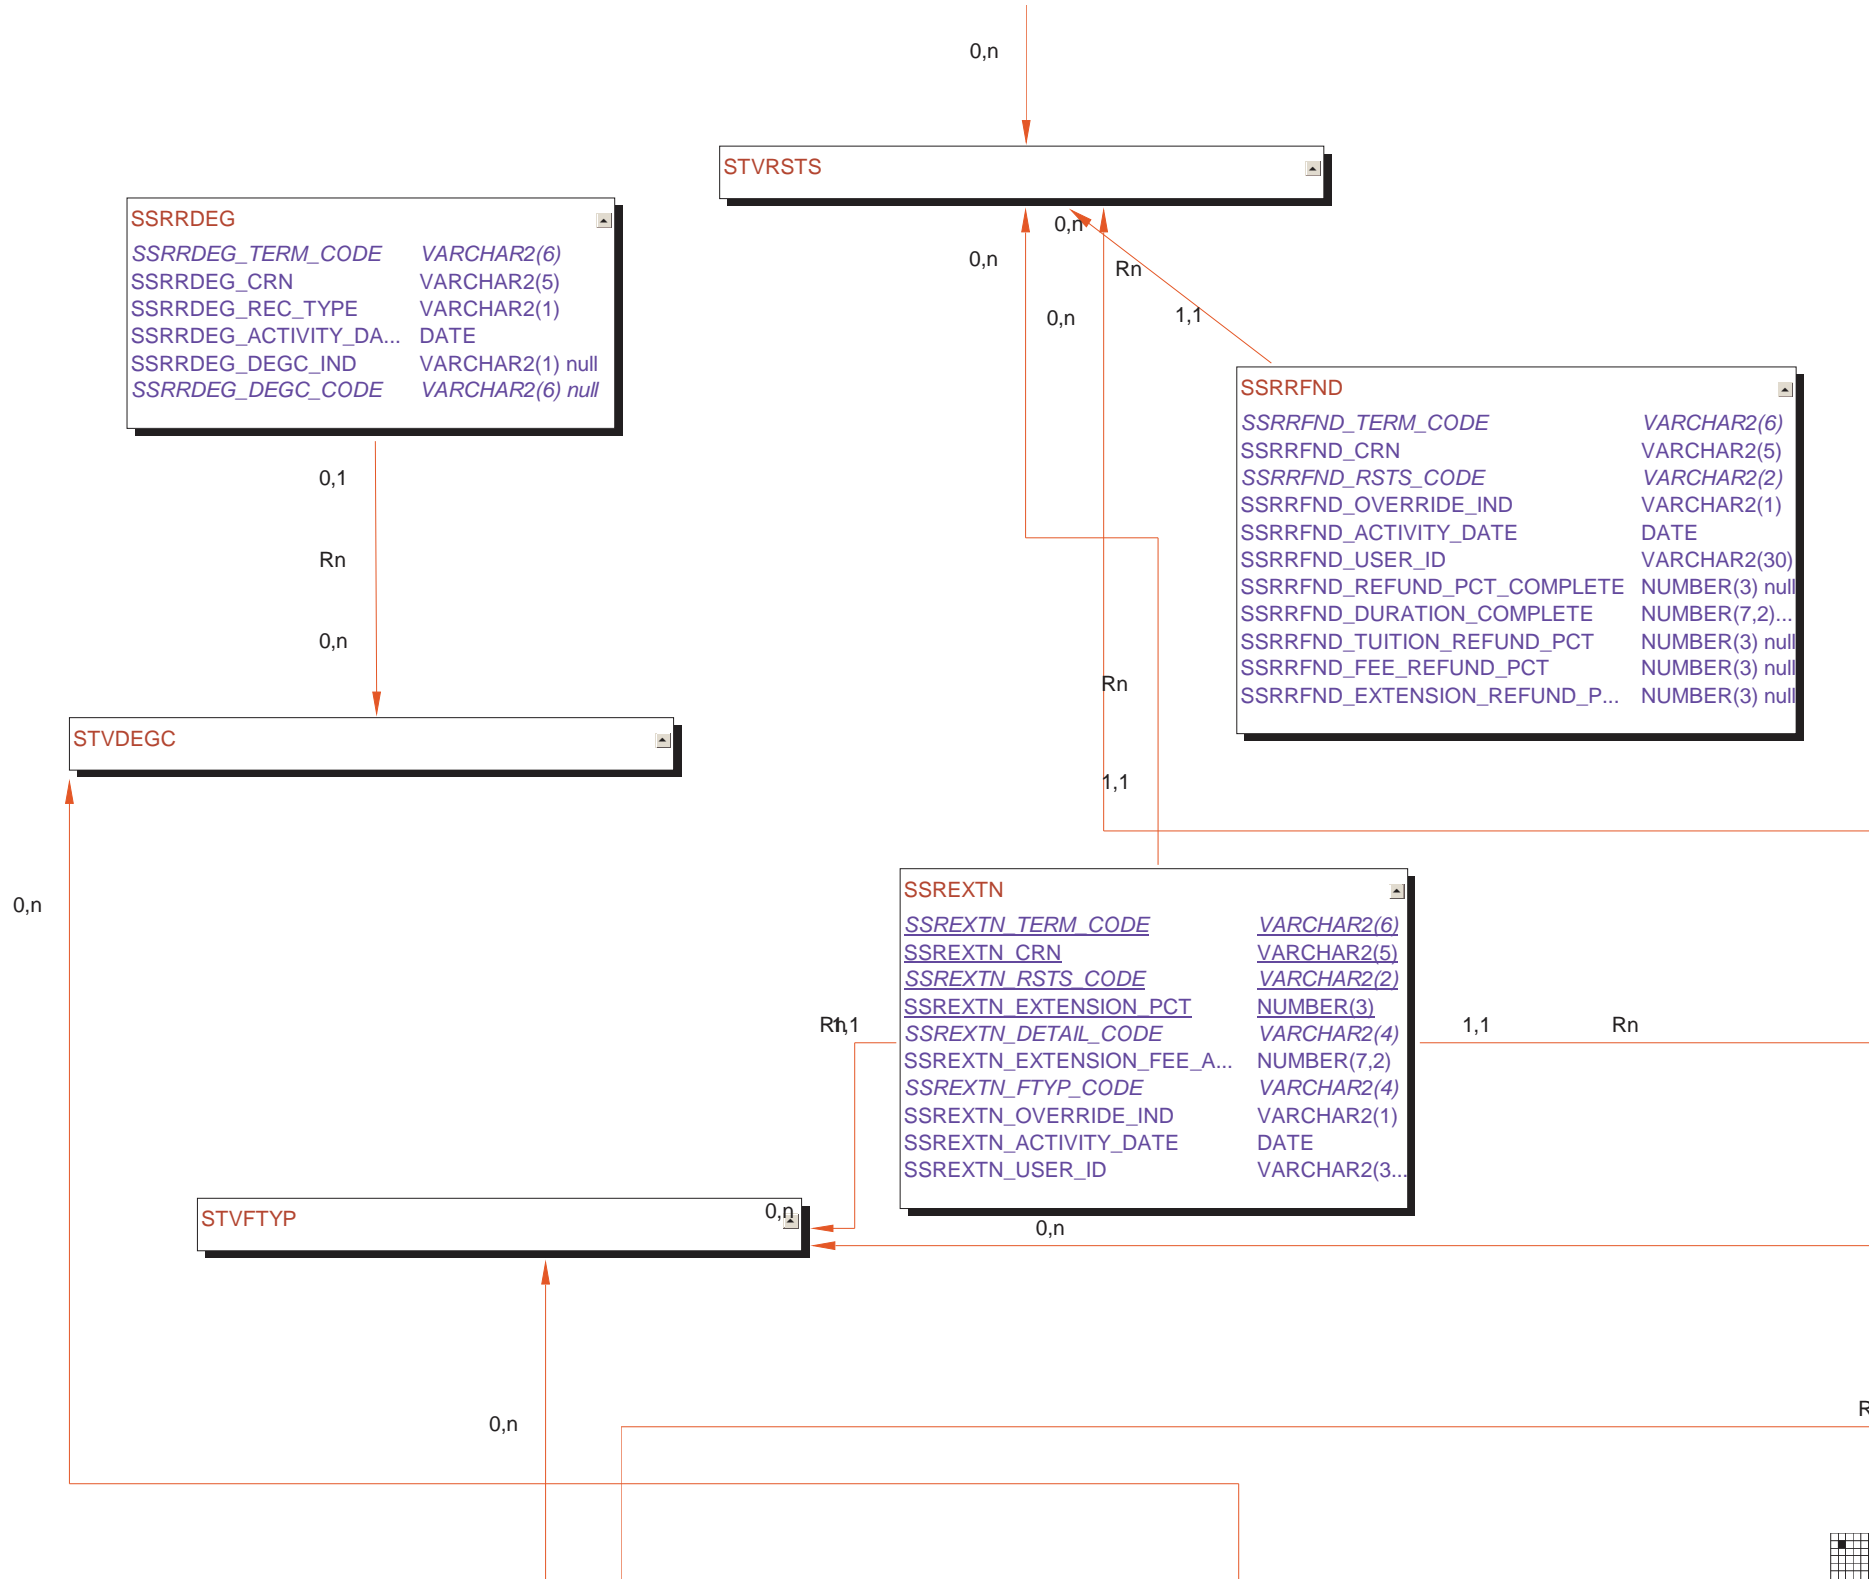 0,n
STVRSTS
SSRRDEG
SSRRDEG_TERM_CODE VARCHAR2(6)
SSRRDEG_CRN VARCHAR2(5)
SSRRDEG_REC_TYPE VARCHAR2(1)
SSRRDEG_ACTIVITY_DA... DATE
SSRRDEG_DEGC_IND VARCHAR2(1) null
SSRRDEG_DEGC_CODE VARCHAR2(6) null
0,n
0,n
Rn
0,n
1,1
SSRRFND
SSRRFND_TERM_CODE VARCHAR2(6)
SSRRFND_CRN VARCHAR2(5)
SSRRFND_RSTS_CODE VARCHAR2(2)
SSRRFND_OVERRIDE_IND VARCHAR2(1)
SSRRFND_ACTIVITY_DATE DATE
SSRRFND_USER_ID VARCHAR2(30)
SSRRFND_REFUND_PCT_COMPLETE NUMBER(3) null
SSRRFND_DURATION_COMPLETE NUMBER(7,2)...
SSRRFND_TUITION_REFUND_PCT NUMBER(3) null
SSRRFND_FEE_REFUND_PCT NUMBER(3) null
SSRRFND_EXTENSION_REFUND_P... NUMBER(3) null
0,1
Rn
0,n
Rn
STVDEGC
1,1
0,n
SSREXTN
SSREXTN_TERM_CODE VARCHAR2(6)
SSREXTN_CRN VARCHAR2(5)
SSREXTN_RSTS_CODE VARCHAR2(2)
SSREXTN_EXTENSION_PCT NUMBER(3)
SSREXTN_DETAIL_CODE VARCHAR2(4)
SSREXTN_EXTENSION_FEE_A... NUMBER(7,2)
SSREXTN_FTYP_CODE VARCHAR2(4)
SSREXTN_OVERRIDE_IND VARCHAR2(1)
SSREXTN_ACTIVITY_DATE DATE
SSREXTN_USER_ID VARCHAR2(3...
Rn
1,1
1,1
Rn
STVFTYP
0,n
0,n
0,n
R